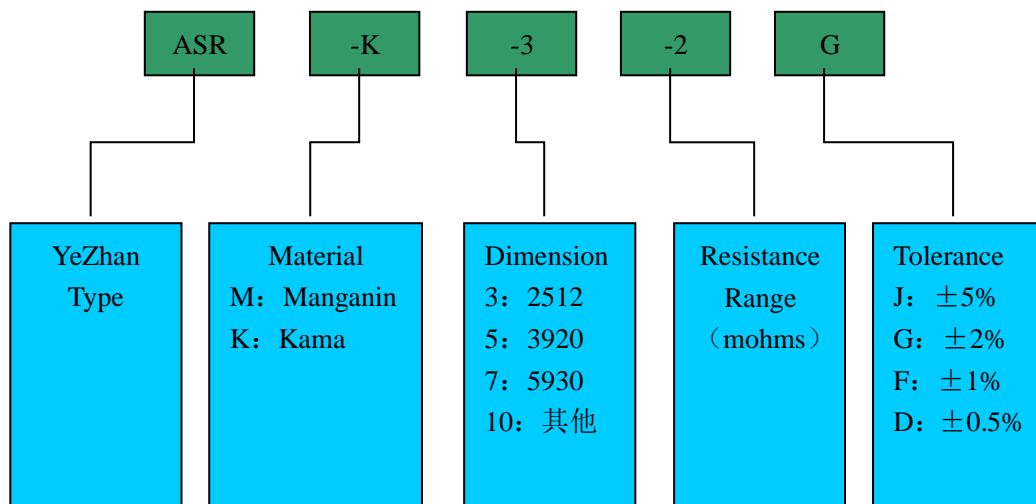 ASR
-K
-3
-2
G
YeZhan
Type
Material
M：Manganin
K：Kama
Dimension
3：2512
5：3920
7：5930
10：其他
Resistance
Range
（mohms）
Tolerance
J：±5%
G：±2%
F：±1%
D：±0.5%